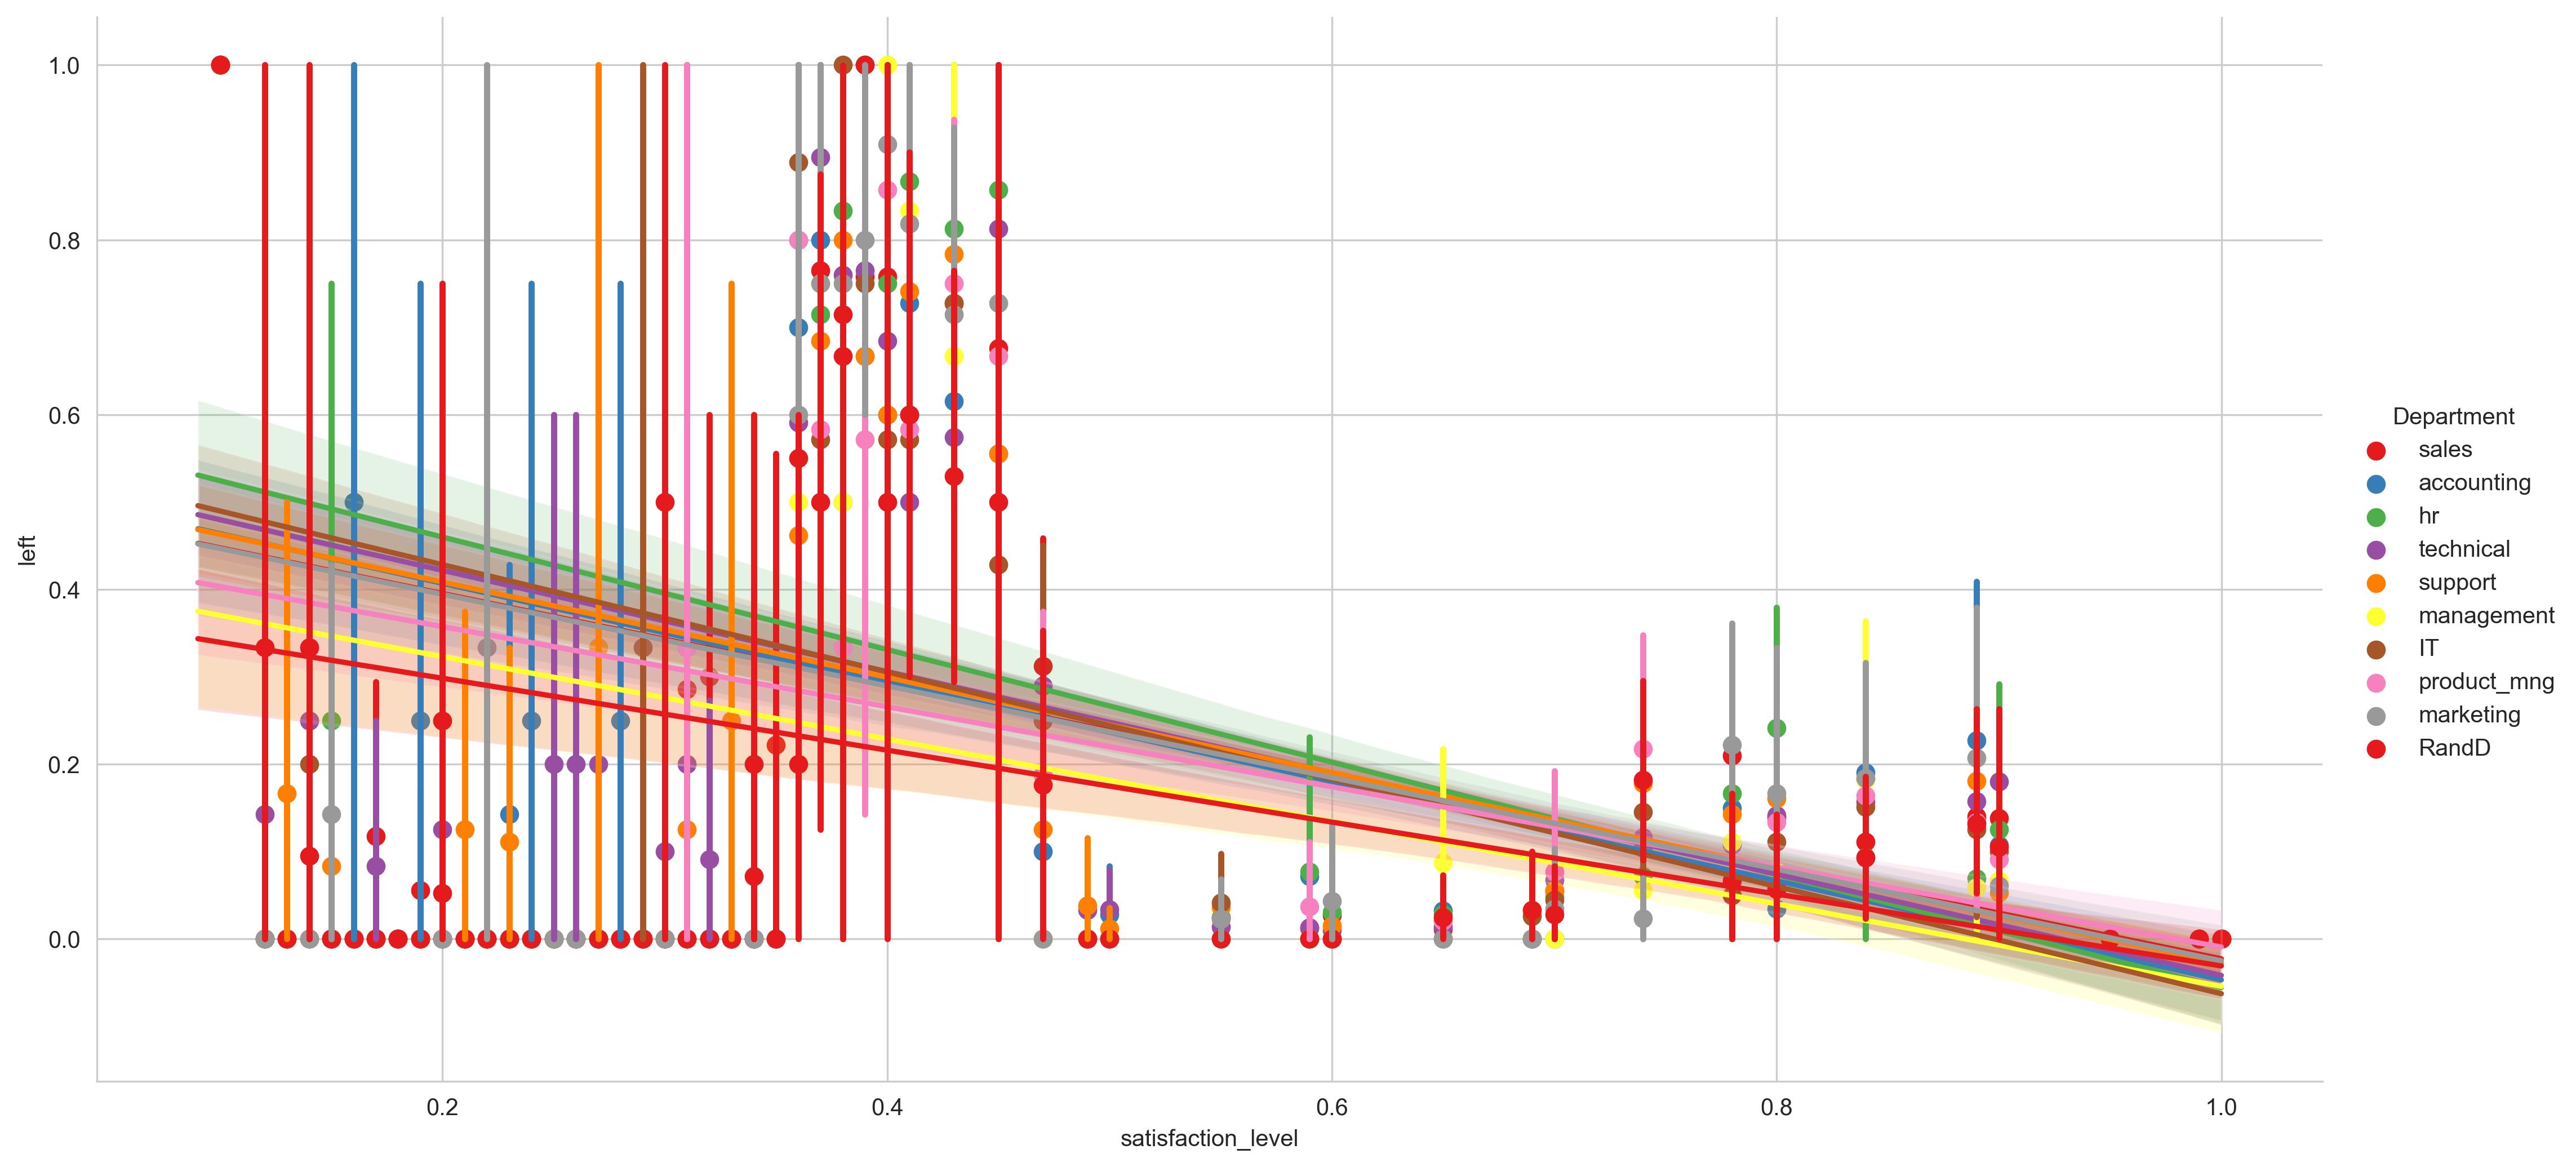 1.0
0.8
0.6
0.4
0.2
0.0
left
0.2 0.4 0.6 0.8 1.0
satisfaction_level
Department
sales
accounting
hr
technical
support
management
IT
product_mng
marketing
RandD